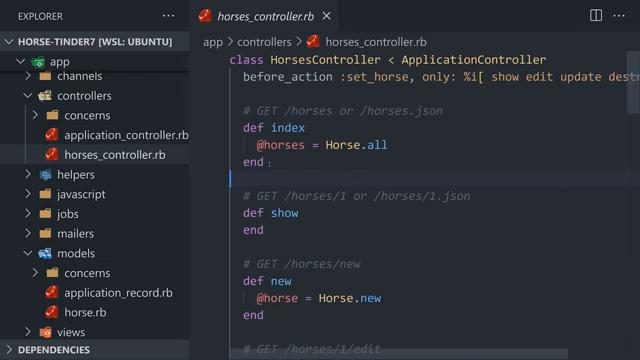 EXPLORER
HORSE-TINDER7 [WSL: UBUNTU]
app
channels
controllers
concerns
application_controller.rb
horses_controller.rb
helpers
javascript
jobs
mailers
models
concerns
application_record.rb
horse.rb
views
DEPENDENCIES
horses_controller.rb
app > controllers > horses_controller.rb
class HorsesController < ApplicationController
before_action :set_horse, only: %i[ show edit update destr
# GET /horses or /horses.json
def index
@horses = Horse.all
end
# GET /horses/1 or /horses/1.json
def show
end
# GET /horses/new
def new
@horse = Horse.new
end
# GET /horses/1/edit